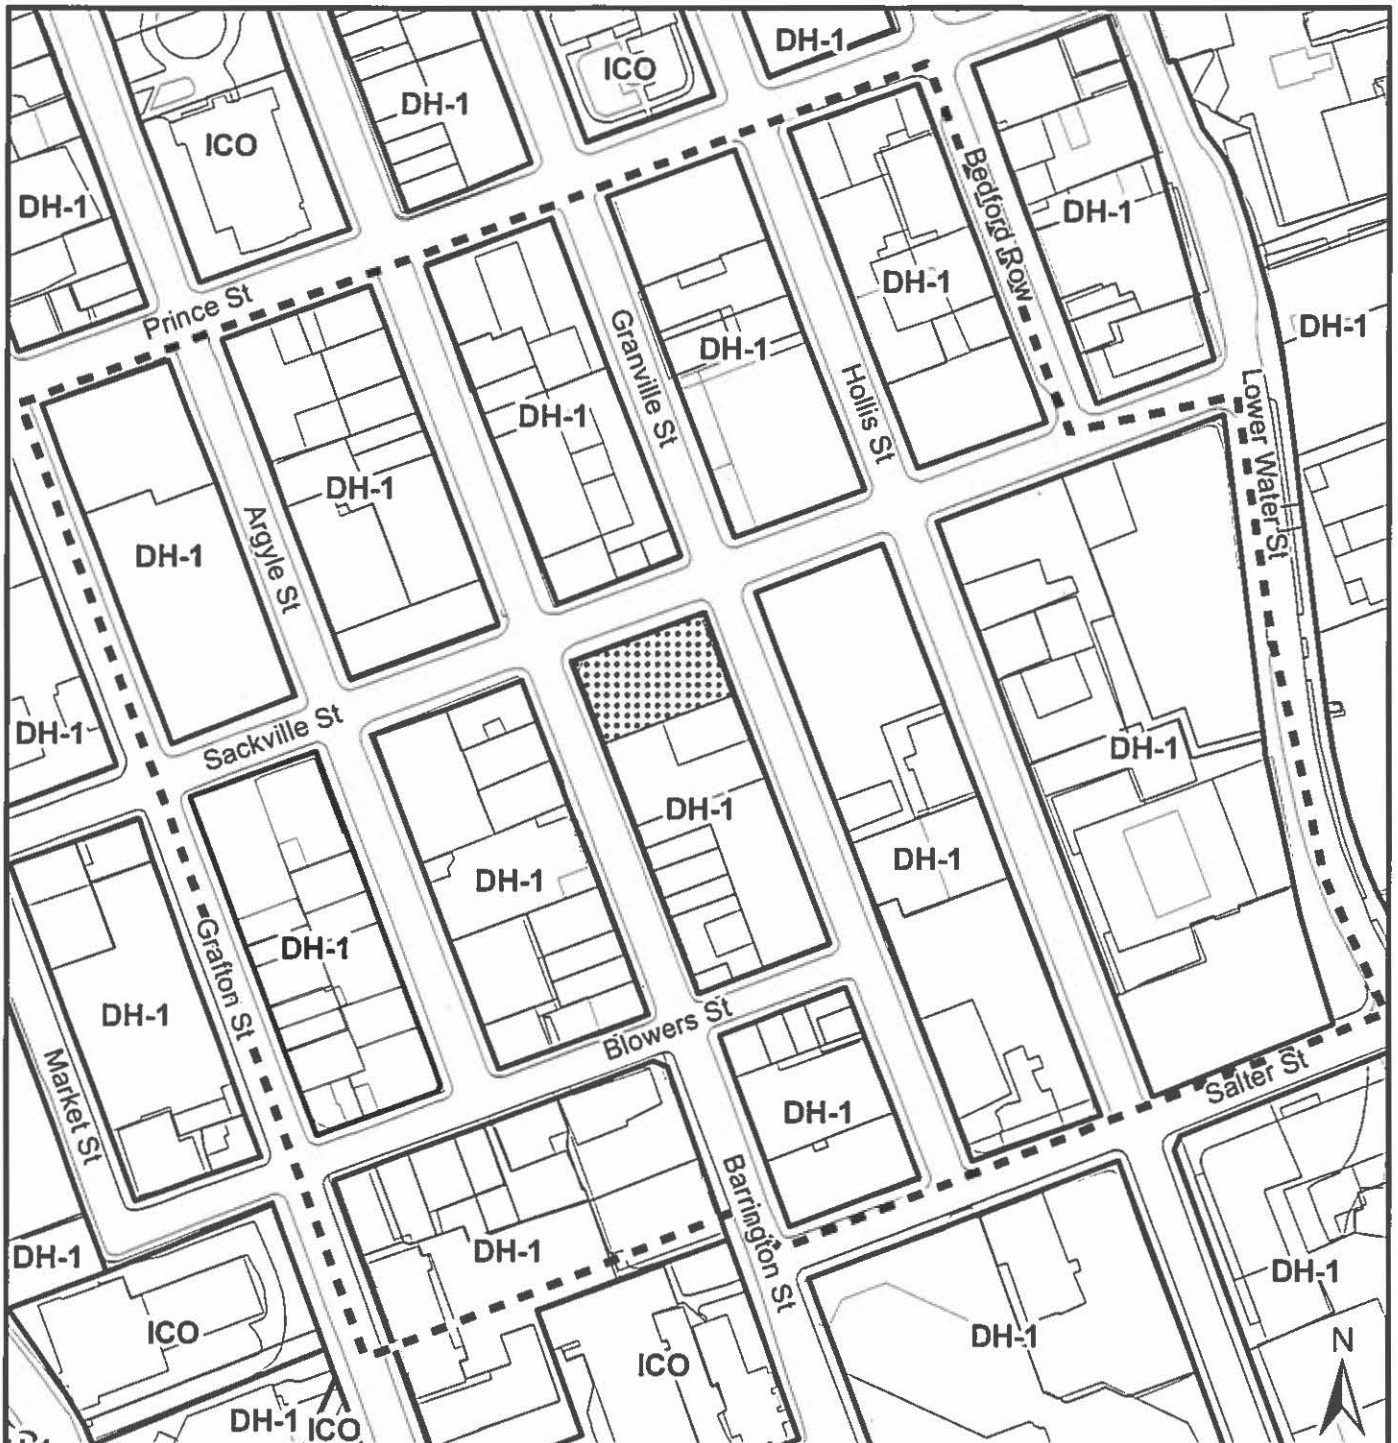 DH-1
ICO
DH-1
ICO
DH-1
Bedford Row
DH-1
DH-1
Prince St
DH-1
Granville St
DH-1
DH-1
Lower Water St
Hollis St
DH-1
DH-1
Argyle St
DH-1
Sackville St
DH-1
DH-1
DH-1
DH-1
DH-1
Grafton St
DH-1
DH-1
Blowers St
Market St
DH-1
Salter St
Barrington St
DH-1
DH-1
DH-1
ICO
DH-1
N
ICO
DH-1
ICO